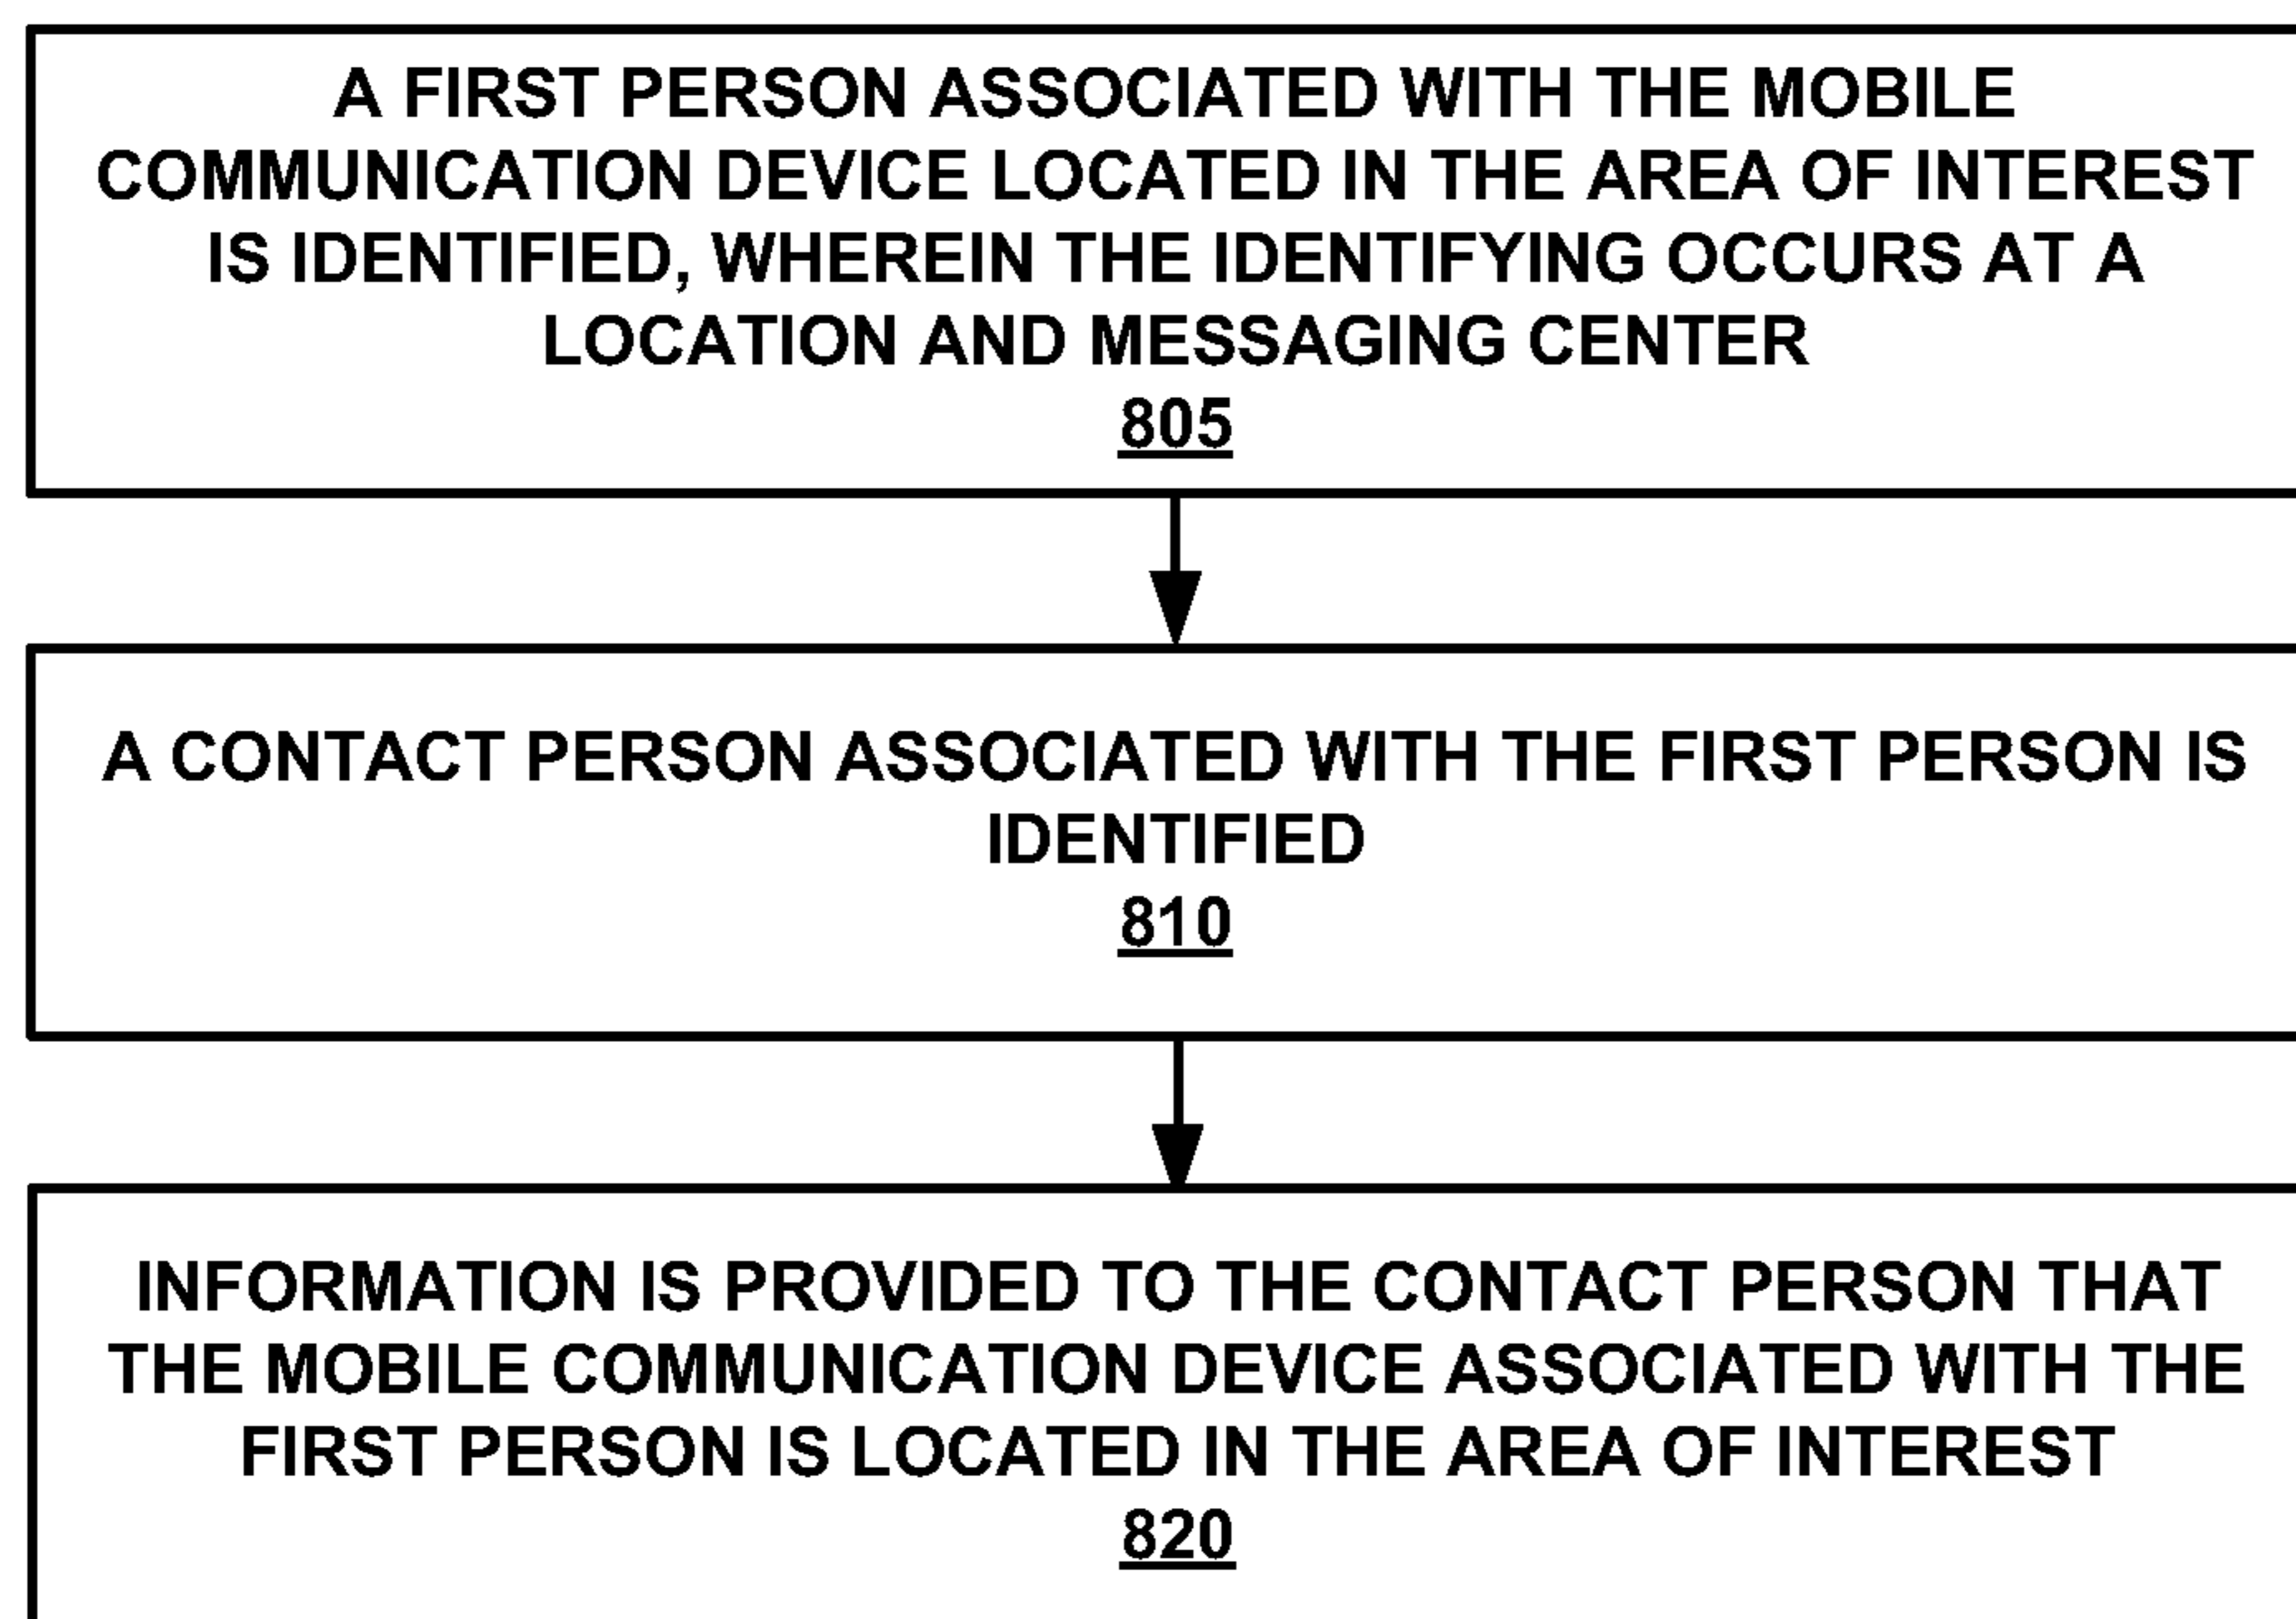 A FIRST PERSON ASSOCIATED WITH THE MOBILE
COMMUNICATION DEVICE LOCATED IN THE AREA OF INTEREST
IS IDENTIFIED, WHEREIN THE IDENTIFYING OCCURS AT A
LOCATION AND MESSAGING CENTER
805
A CONTACT PERSON ASSOCIATED WITH THE FIRST PERSON IS
IDENTIFIED
810
INFORMATION IS PROVIDED TO THE CONTACT PERSON THAT
THE MOBILE COMMUNICATION DEVICE ASSOCIATED WITH THE
FIRST PERSON IS LOCATED IN THE AREA OF INTEREST
820